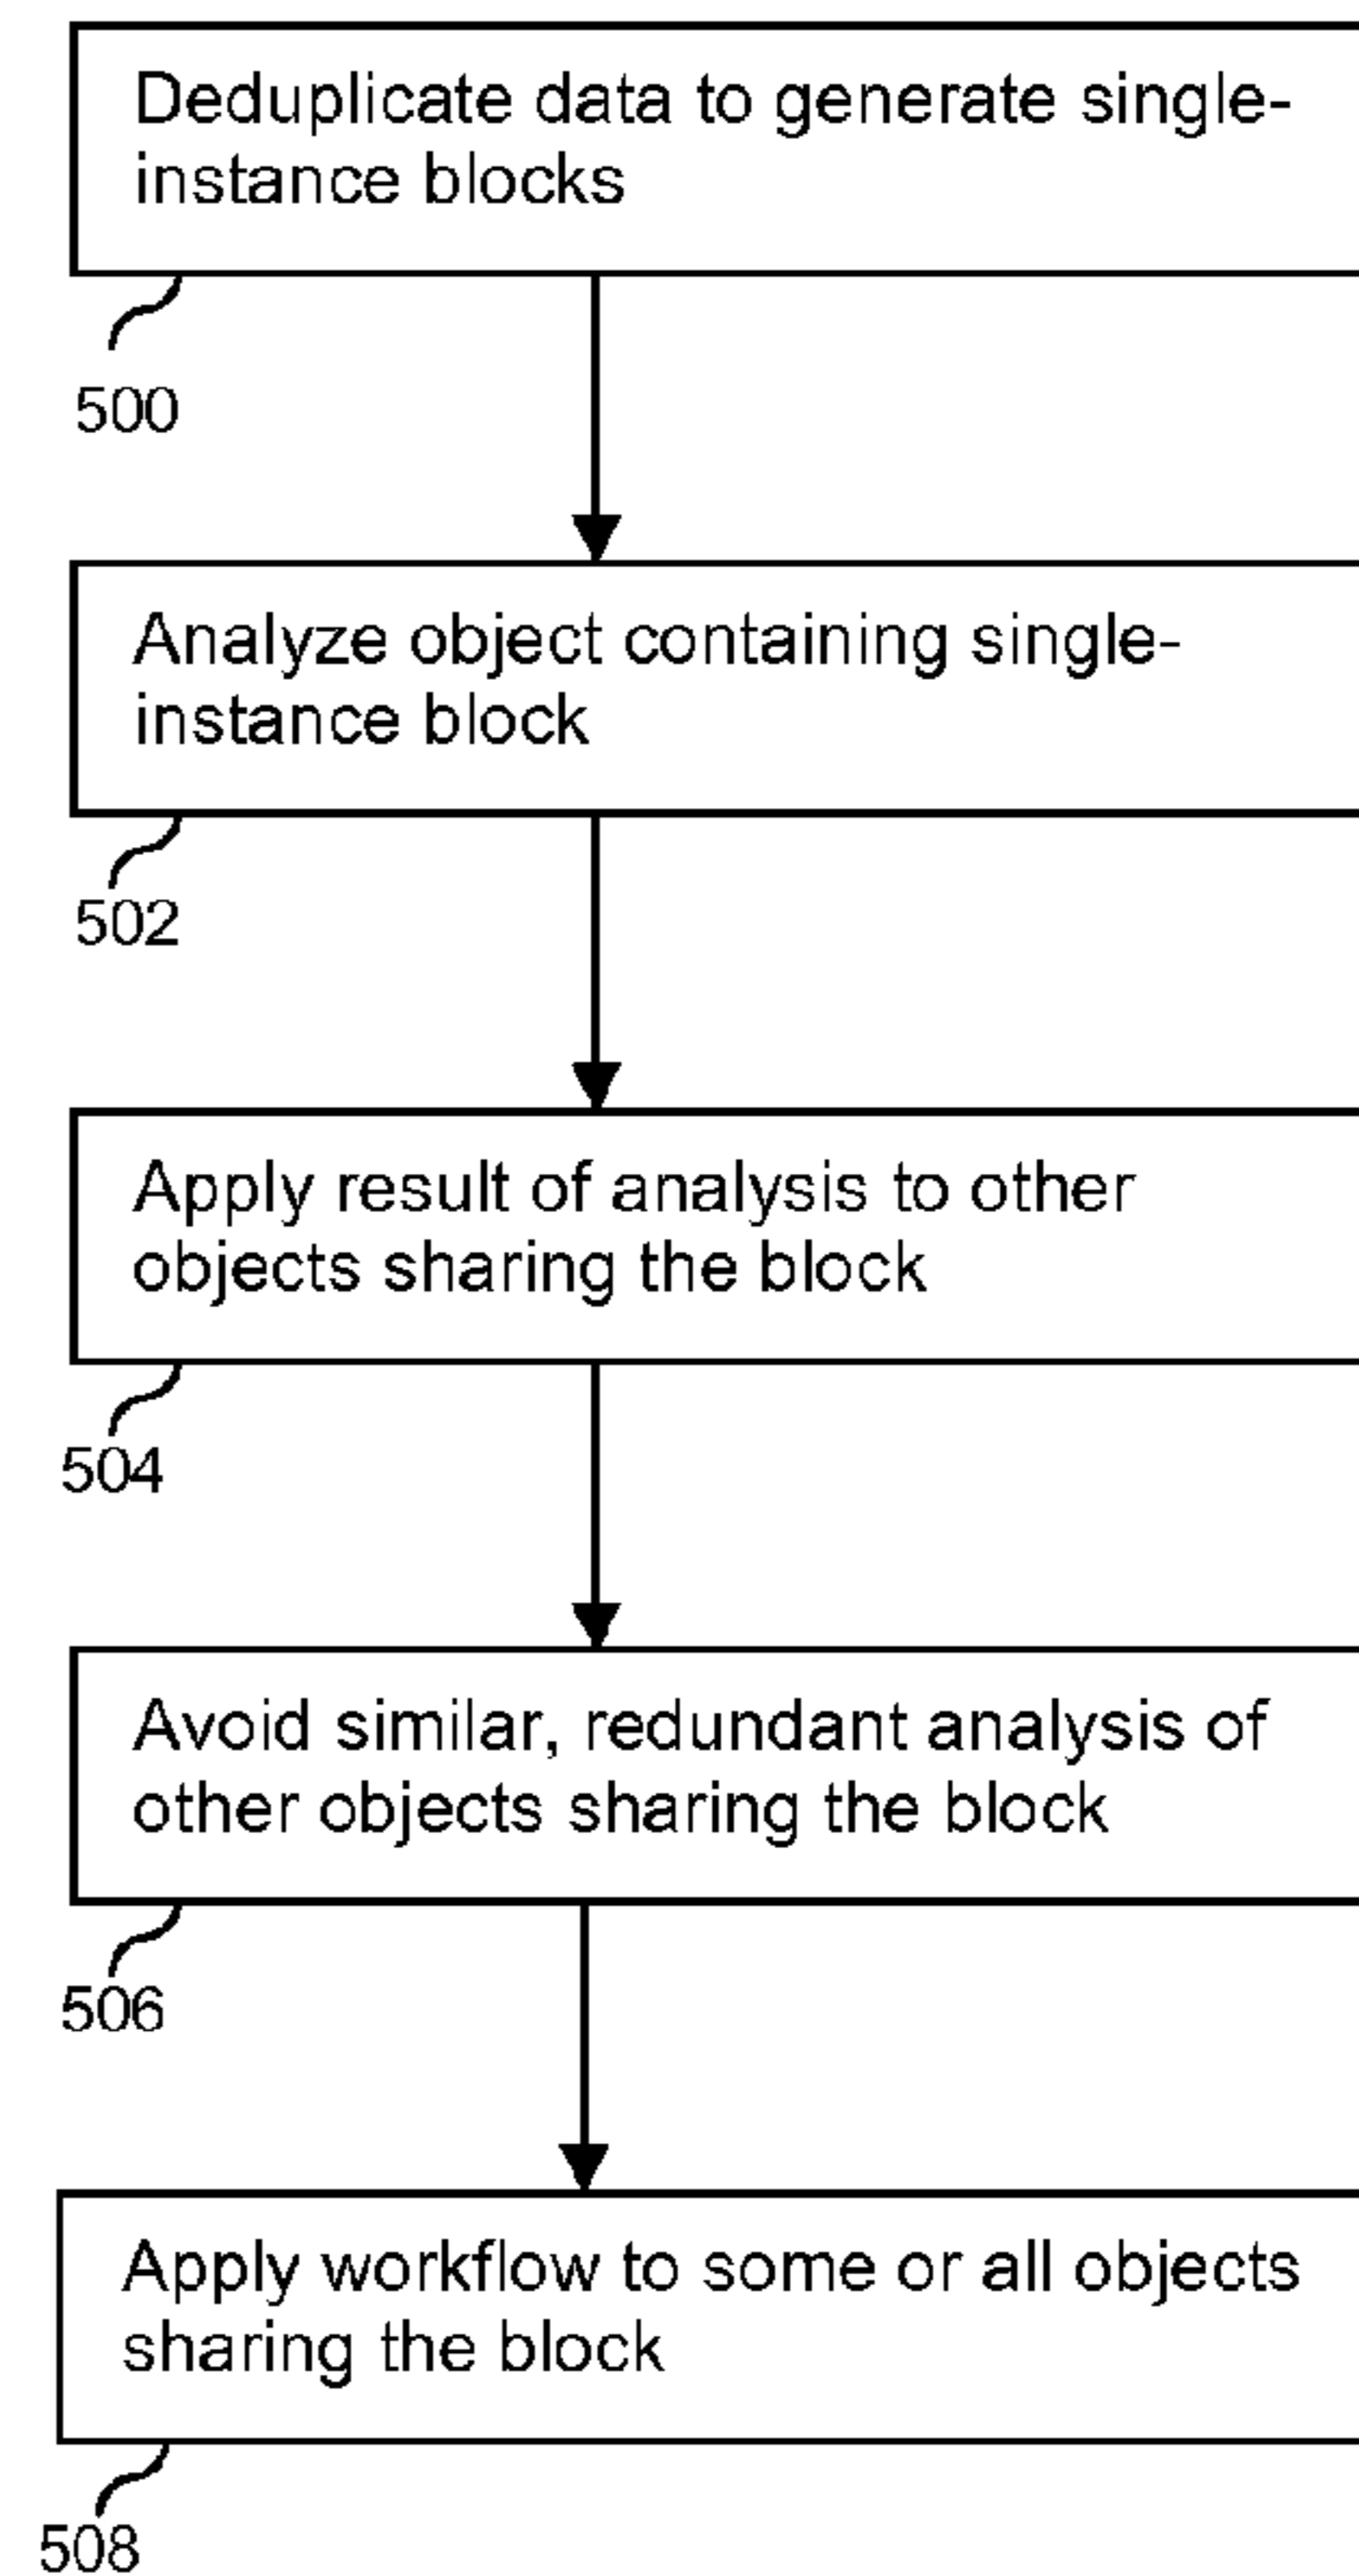 Deduplicate data to generate single-
instance blocks
500
Analyze object containing single-
instance block
502
Apply result of analysis to other
objects sharing the block
504
Avoid similar, redundant analysis of
other objects sharing the block
506
Apply workflow to some or all objects
sharing the block
508